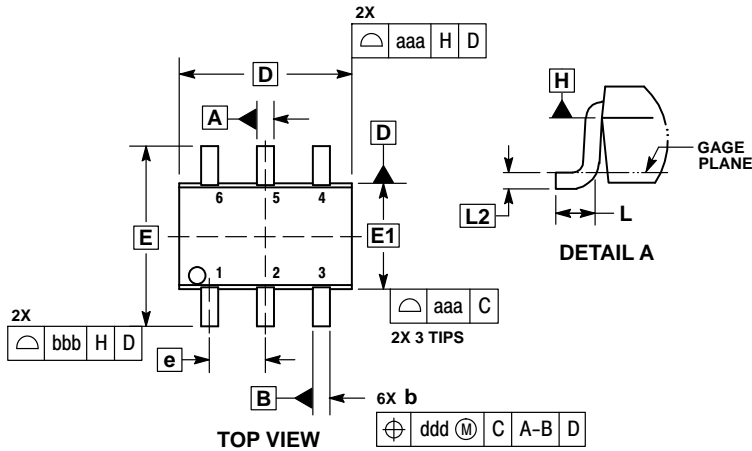 2X
⌓ aaa H D
D
A
D
6 5 4
E
E1
1 2 3
2X
⌓ bbb H D
⌓ aaa C
2X 3 TIPS
e
B
6X b
⌖ ddd Ⓜ C A-B D
TOP VIEW
H
GAGE
PLANE
L2
L
DETAIL A